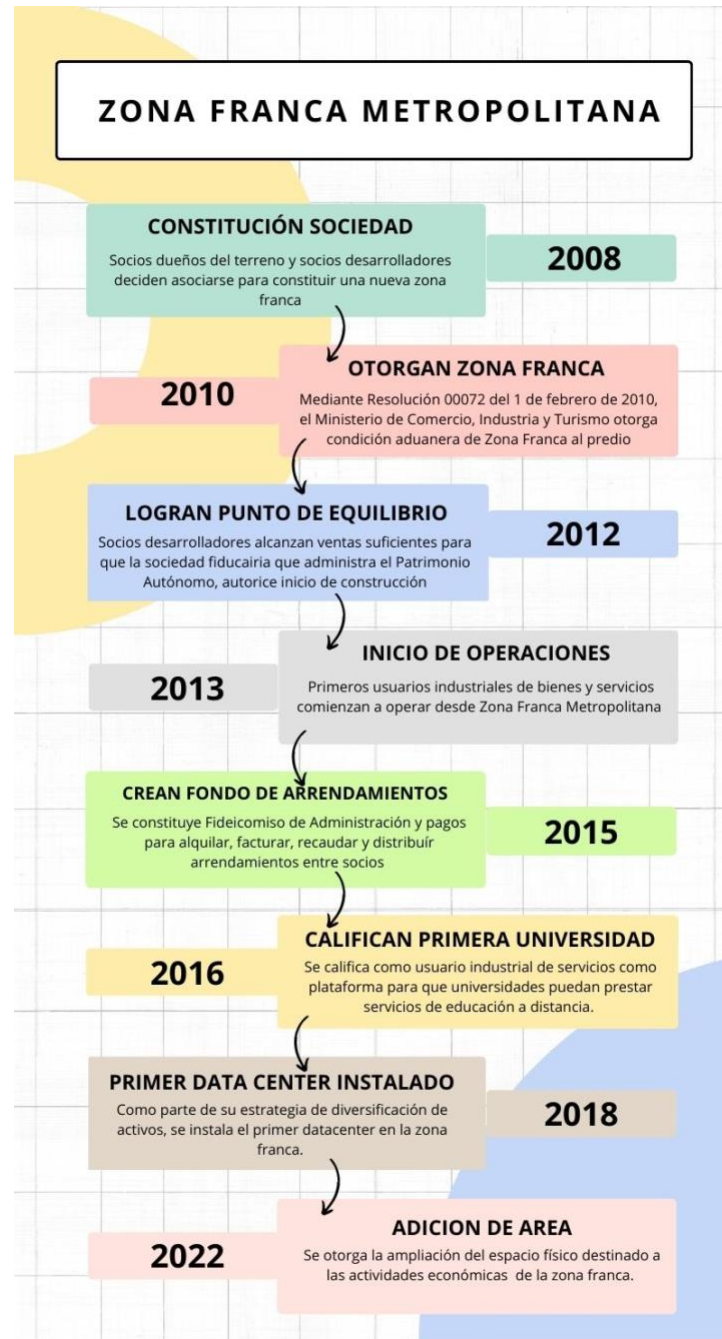 ZONA FRANCA METROPOLITANA
CONSTITUCIÓN SOCIEDAD
Socios dueños del terreno y socios desarrolladores
deciden asociarse para constituir una nueva zona
franca
2008
OTORGAN ZONA FRANCA
Mediante Resolución 00072 del 1 de febrero de 2010,
el Ministerio de Comercio, Industria y Turismo otorga
condición aduanera de Zona Franca al predio
2010
LOGRAN PUNTO DE EQUILIBRIO
Socios desarrolladores alcanzan ventas suficientes para
que la sociedad fiducairia que administra el Patrimonio
Autónomo, autorice inicio de construcción
2012
INICIO DE OPERACIONES
Primeros usuarios industriales de bienes y servicios
comienzan a operar desde Zona Franca Metropolitana
2013
CREAN FONDO DE ARRENDAMIENTOS
Se constituye Fideicomiso de Administración y pagos
para alquilar, facturar, recaudar y distribuír
arrendamientos entre socios
2015
CALIFICAN PRIMERA UNIVERSIDAD
Se califica como usuario industrial de servicios como
plataforma para que universidades puedan prestar
servicios de educación a distancia.
2016
PRIMER DATA CENTER INSTALADO
Como parte de su estrategia de diversificación de
activos, se instala el primer datacenter en la zona
franca.
2018
ADICION DE AREA
Se otorga la ampliación del espacio físico destinado a
las actividades económicas de la zona franca.
2022